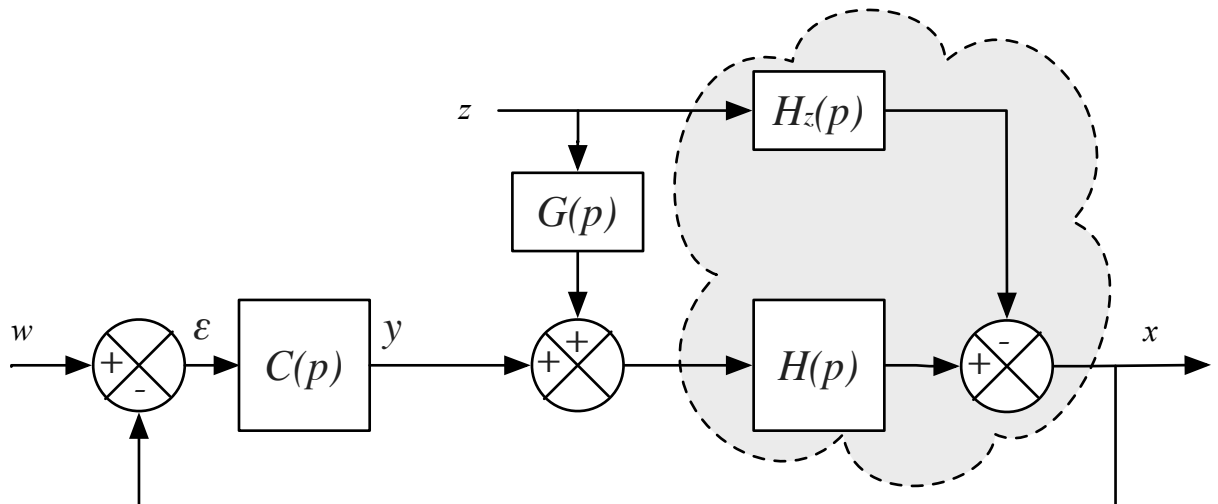 z
Hz(p)
G(p)
w
+
-
ε
C(p)
y
+
+
H(p)
+
-
x